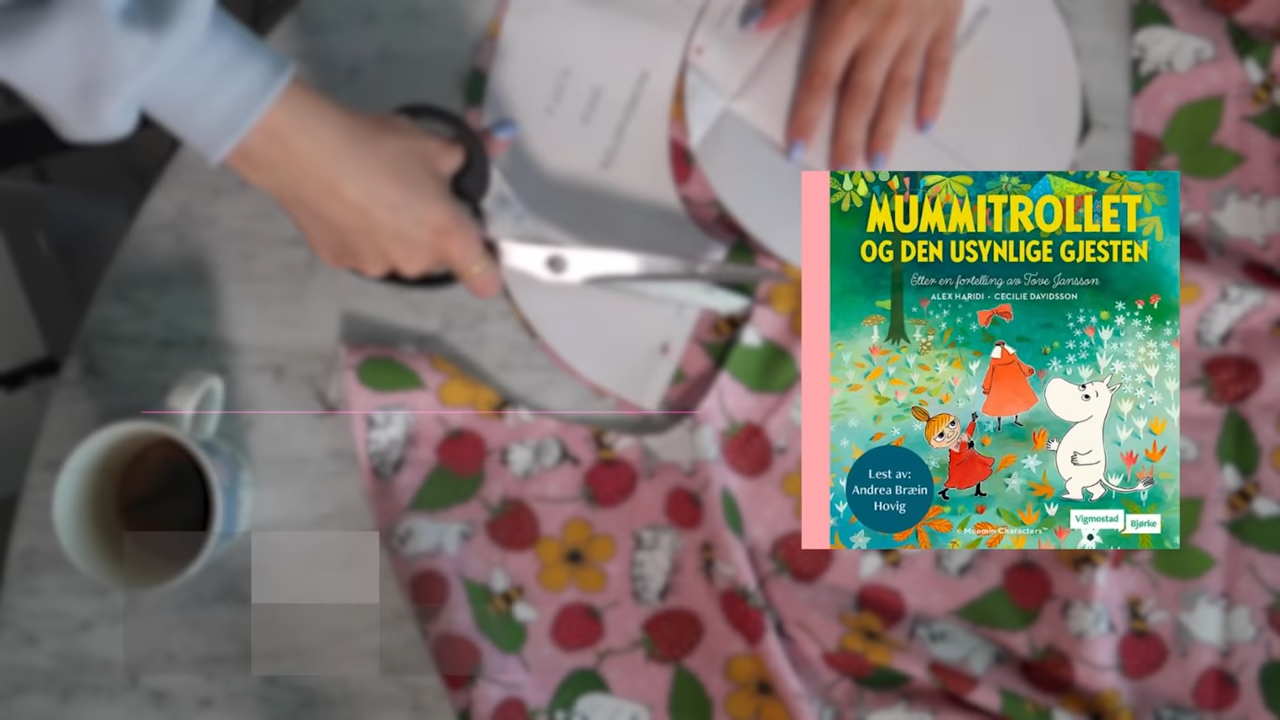 MUMMITROLLET
OG DEN USYNLIGE GJESTEN
Etter en fortelling av Tove Jansson
ALEX HARIDI · CECILIE DAVIDSSON
Lest av:
Andrea Bræin
Hovig
Vigmostad
Bjørke
© Moomin Characters™